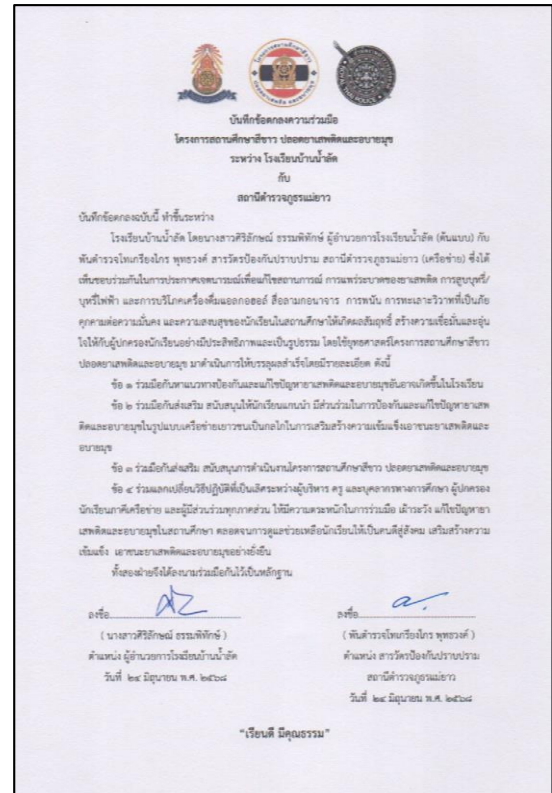 บันทึกข้อตกลงความร่วมมือ
โครงการสถานศึกษาสีขาว ปลอดยาเสพติดและอบายมุข
ระหว่าง โรงเรียนบ้านน้ำลัด
กับ
สถานีตำรวจภูธรแม่ยาว
บันทึกข้อตกลงฉบับนี้ ทำขึ้นระหว่าง
โรงเรียนบ้านน้ำลัด โดยนางสาวศิริลักษณ์ ธรรมพิทักษ์ ผู้อำนวยการโรงเรียนน้ำลัด (ต้นแบบ) กับ
พันตำรวจโทเกรียงไกร พุทธวงค์ สารวัตรป้องกันปราบปราม สถานีตำรวจภูธรแม่ยาว (เครือข่าย) ซึ่งได้
เห็นชอบร่วมกันในการประกาศเจตนารมณ์เพื่อแก้ไขสถานการณ์ การแพร่ระบาดของยาเสพติด การสูบบุหรี่/
บุหรี่ไฟฟ้า และการบริโภคเครื่องดื่มแอลกอฮอล์ สื่อลามกอนาจาร การพนัน การทะเลาะวิวาทที่เป็นภัย
คุกคามต่อความมั่นคง และความสงบสุขของนักเรียนในสถานศึกษาให้เกิดผลสัมฤทธิ์ สร้างความเชื่อมั่นและอุ่น
ใจให้กับผู้ปกครองนักเรียนอย่างมีประสิทธิภาพและเป็นรูปธรรม โดยใช้ยุทธศาสตร์โครงการสถานศึกษาสีขาว
ปลอดยาเสพติดและอบายมุข มาดำเนินการให้บรรลุผลสำเร็จโดยมีรายละเอียด ดังนี้
ข้อ ๑ ร่วมมือกันหาแนวทางป้องกันและแก้ไขปัญหายาเสพติดและอบายมุขอันอาจเกิดขึ้นในโรงเรียน
ข้อ ๒ ร่วมมือกันส่งเสริม สนับสนุนให้นักเรียนแกนนำ มีส่วนร่วมในการป้องกันและแก้ไขปัญหายาเสพ
ติดและอบายมุขในรูปแบบเครือข่ายเยาวชนเป็นกลไกในการเสริมสร้างความเข้มแข็งเอาชนะยาเสพติดและ
อบายมุข
ข้อ ๓ ร่วมมือกันส่งเสริม สนับสนุนการดำเนินงานโครงการสถานศึกษาสีขาว ปลอดยาเสพติดและอบายมุข
ข้อ ๔ ร่วมแลกเปลี่ยนวิธีปฏิบัติที่เป็นเลิศระหว่างผู้บริหาร ครู และบุคลากรทางการศึกษา ผู้ปกครอง
นักเรียนภาคีเครือข่าย และผู้มีส่วนร่วมทุกภาคส่วน ให้มีความตระหนักในการร่วมมือ เฝ้าระวัง แก้ไขปัญหายา
เสพติดและอบายมุขในสถานศึกษา ตลอดจนการดูแลช่วยเหลือนักเรียนให้เป็นคนดีสู่สังคม เสริมสร้างความ
เข้มแข็ง เอาชนะยาเสพติดและอบายมุขอย่างยั่งยืน
ทั้งสองฝ่ายจึงได้ลงนามร่วมมือกันไว้เป็นหลักฐาน
ลงชื่อ
( นางสาวศิริลักษณ์ ธรรมพิทักษ์ )
ตำแหน่ง ผู้อำนวยการโรงเรียนบ้านน้ำลัด
วันที่ ๒๔ มิถุนายน พ.ศ. ๒๕๖๘
ลงชื่อ
( พันตำรวจโทเกรียงไกร พุทธวงค์ )
ตำแหน่ง สารวัตรป้องกันปราบปราม
สถานีตำรวจภูธรแม่ยาว
วันที่ ๒๔ มิถุนายน พ.ศ. ๒๕๖๘
"เรียนดี มีคุณธรรม"